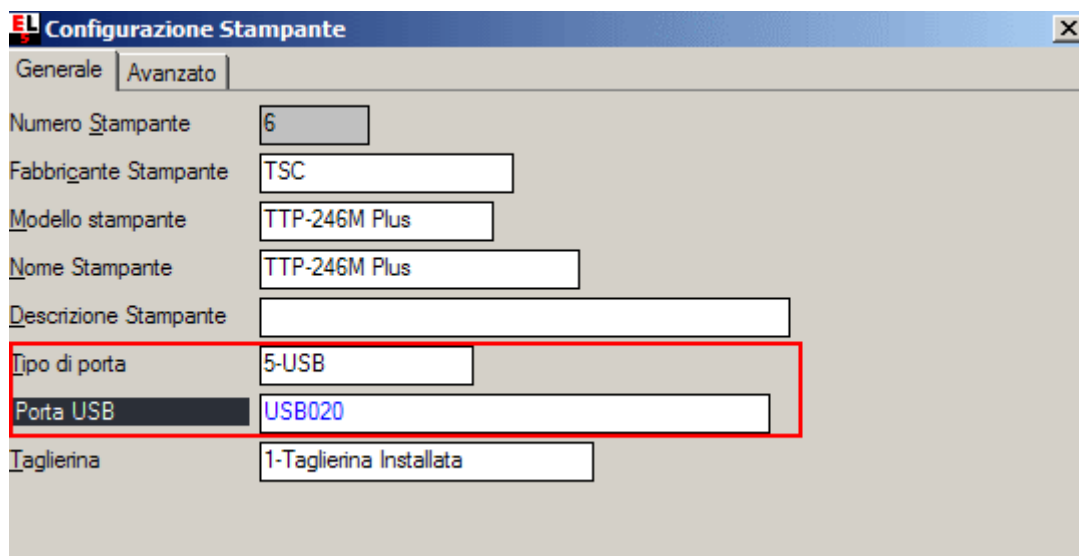 EL5 Configurazione Stampante
Generale Avanzato
Numero Stampante 6
Fabbricante Stampante TSC
Modello stampante TTP-246M Plus
Nome Stampante TTP-246M Plus
Descrizione Stampante
Tipo di porta 5-USB
Porta USB USB020
Taglierina 1-Taglierina Installata